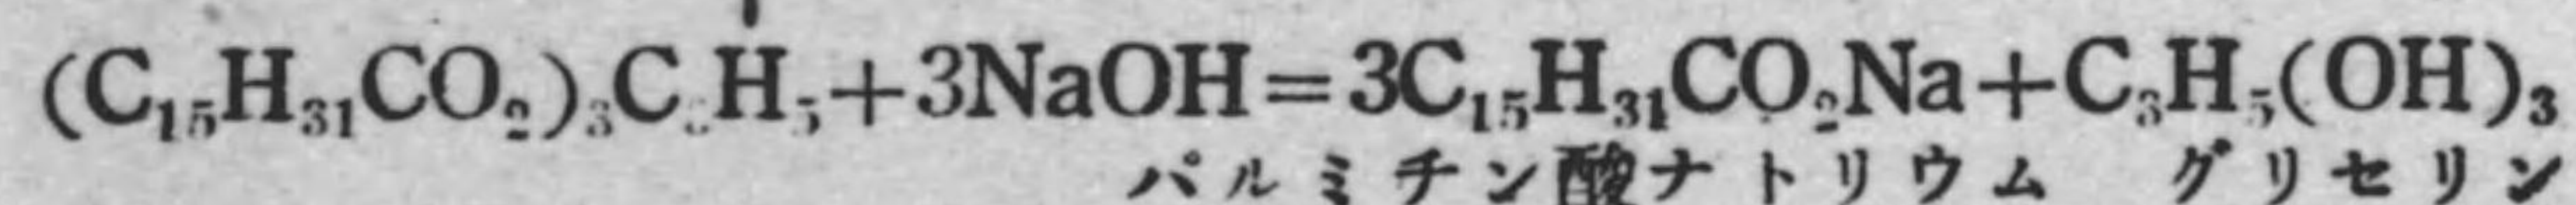 (C₁₅H₃₁CO₂)₃C₃H₅+3NaOH=3C₁₅H₃₁CO₂Na+C₃H₅(OH)₃
パルミチン酸ナトリウム グリセリン